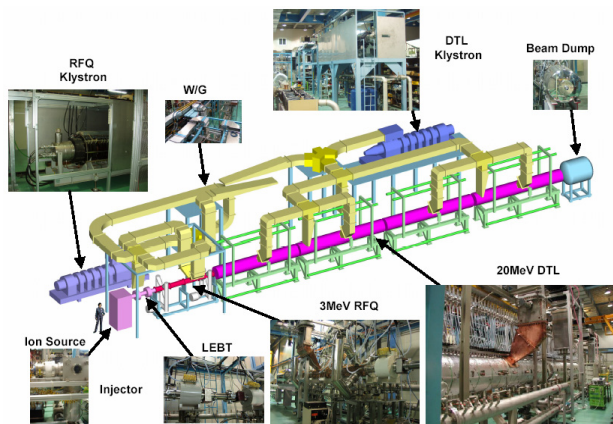 RFQ
Klystron
W/G
DTL
Klystron
Beam Dump
20MeV DTL
3MeV RFQ
Ion Source
LEBT
Injector